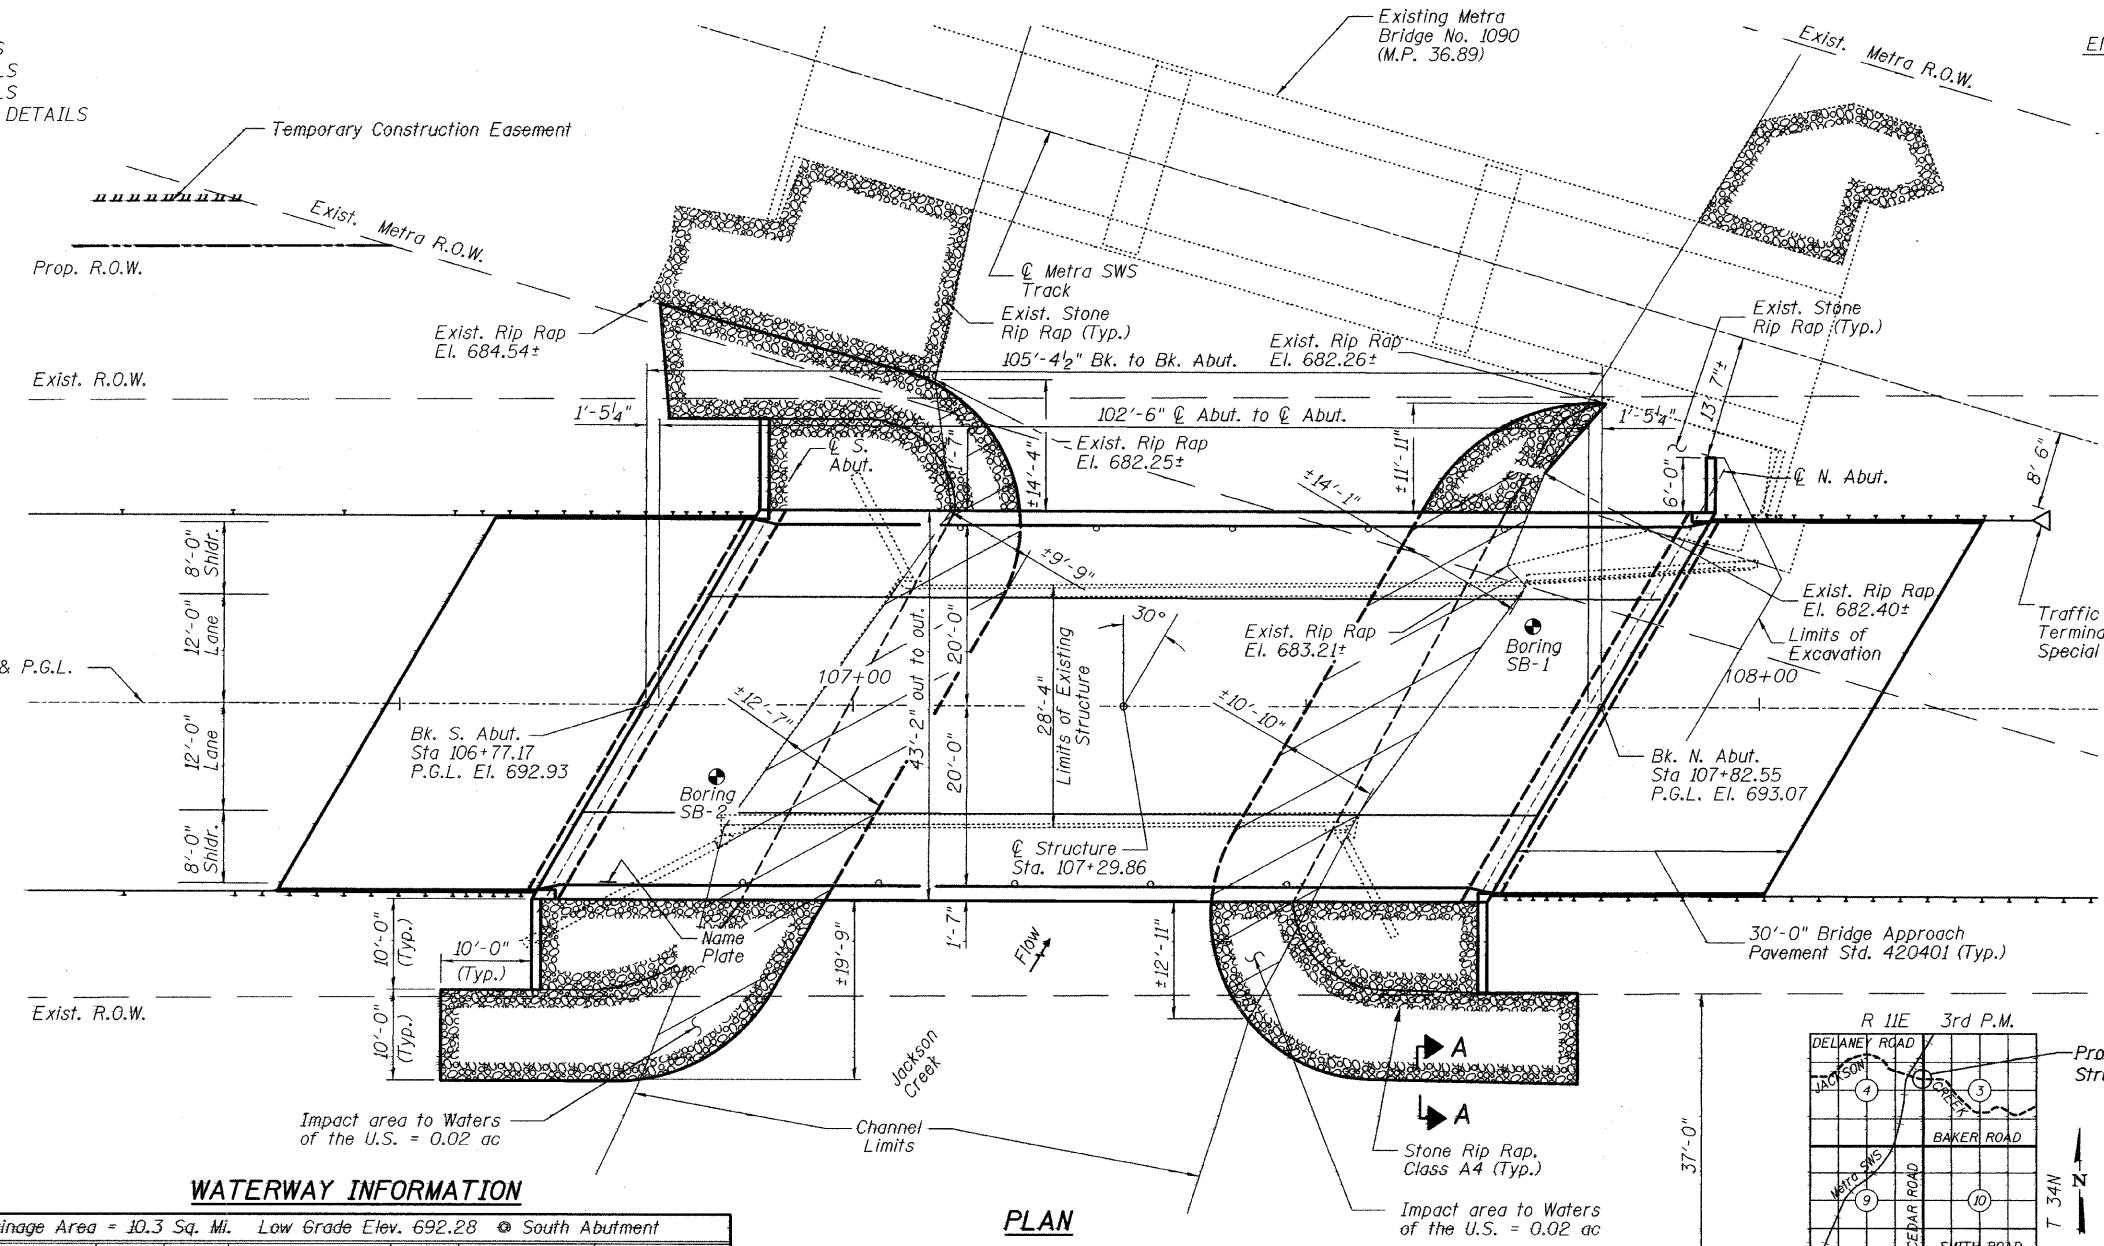 DETAILS
Temporary Construction Easement
Exist. Metra R.O.W.
Prop. R.O.W.
Existing Metra
Bridge No. 1090
(M.P. 36.89)
Exist. Metra R.O.W.
℄ Metra SWS
Track
Exist. Stone
Rip Rap (Typ.)
Exist. Rip Rap
El. 684.54±
Exist. Stone
Rip Rap (Typ.)
Exist. Rip Rap
El. 682.26±
105'-4½" Bk. to Bk. Abut.
13' 7"±
Exist. R.O.W.
1'-5¼"
102'-6" ℄ Abut. to ℄ Abut.
1'-5¼"
Exist. Rip Rap
El. 682.25±
℄ S.
Abut.
1'-7"
±14'-4"
±11'-11"
±14'-1"
6'-0"
℄ N. Abut.
8' 6"
8'-0"
Shldr.
±9'-9"
Exist. Rip Rap
El. 682.40±
12'-0"
Lane
30°
Exist. Rip Rap
El. 683.21±
Boring
SB-1
Limits of
Excavation
Traffic
Special
& P.G.L.
107+00
108+00
±12'-7"
43'-2" out to out.
20'-0"
20'-0"
28'-4"
Limits of Existing
Structure
±10'-10"
12'-0"
Lane
Bk. S. Abut.
Sta 106+77.17
P.G.L. El. 692.93
Bk. N. Abut.
Sta 107+82.55
P.G.L. El. 693.07
Boring
SB-2
8'-0"
Shldr.
℄ Structure
Sta. 107+29.86
10'-0"
(Typ.)
10'-0"
(Typ.)
Name
Plate
±19'-9"
1'-7"
Flow
±12'-11"
30'-0" Bridge Approach
Pavement Std. 420401 (Typ.)
Exist. R.O.W.
10'-0"
(Typ.)
Jackson
Creek
A
A
Impact area to Waters
of the U.S. = 0.02 ac
Channel
Limits
Stone Rip Rap,
Class A4 (Typ.)
Impact area to Waters
of the U.S. = 0.02 ac
37'-0"
R 11E 3rd P.M.
DELANEY ROAD
JACKSON
CREEK
4
3
BAKER ROAD
Metra SWS
CEDAR ROAD
9
10
T 34N
N
SMITH ROAD
WATERWAY INFORMATION
Area = 10.3 Sq. Mi. Low Grade Elev. 692.28 @ South Abutment
PLAN